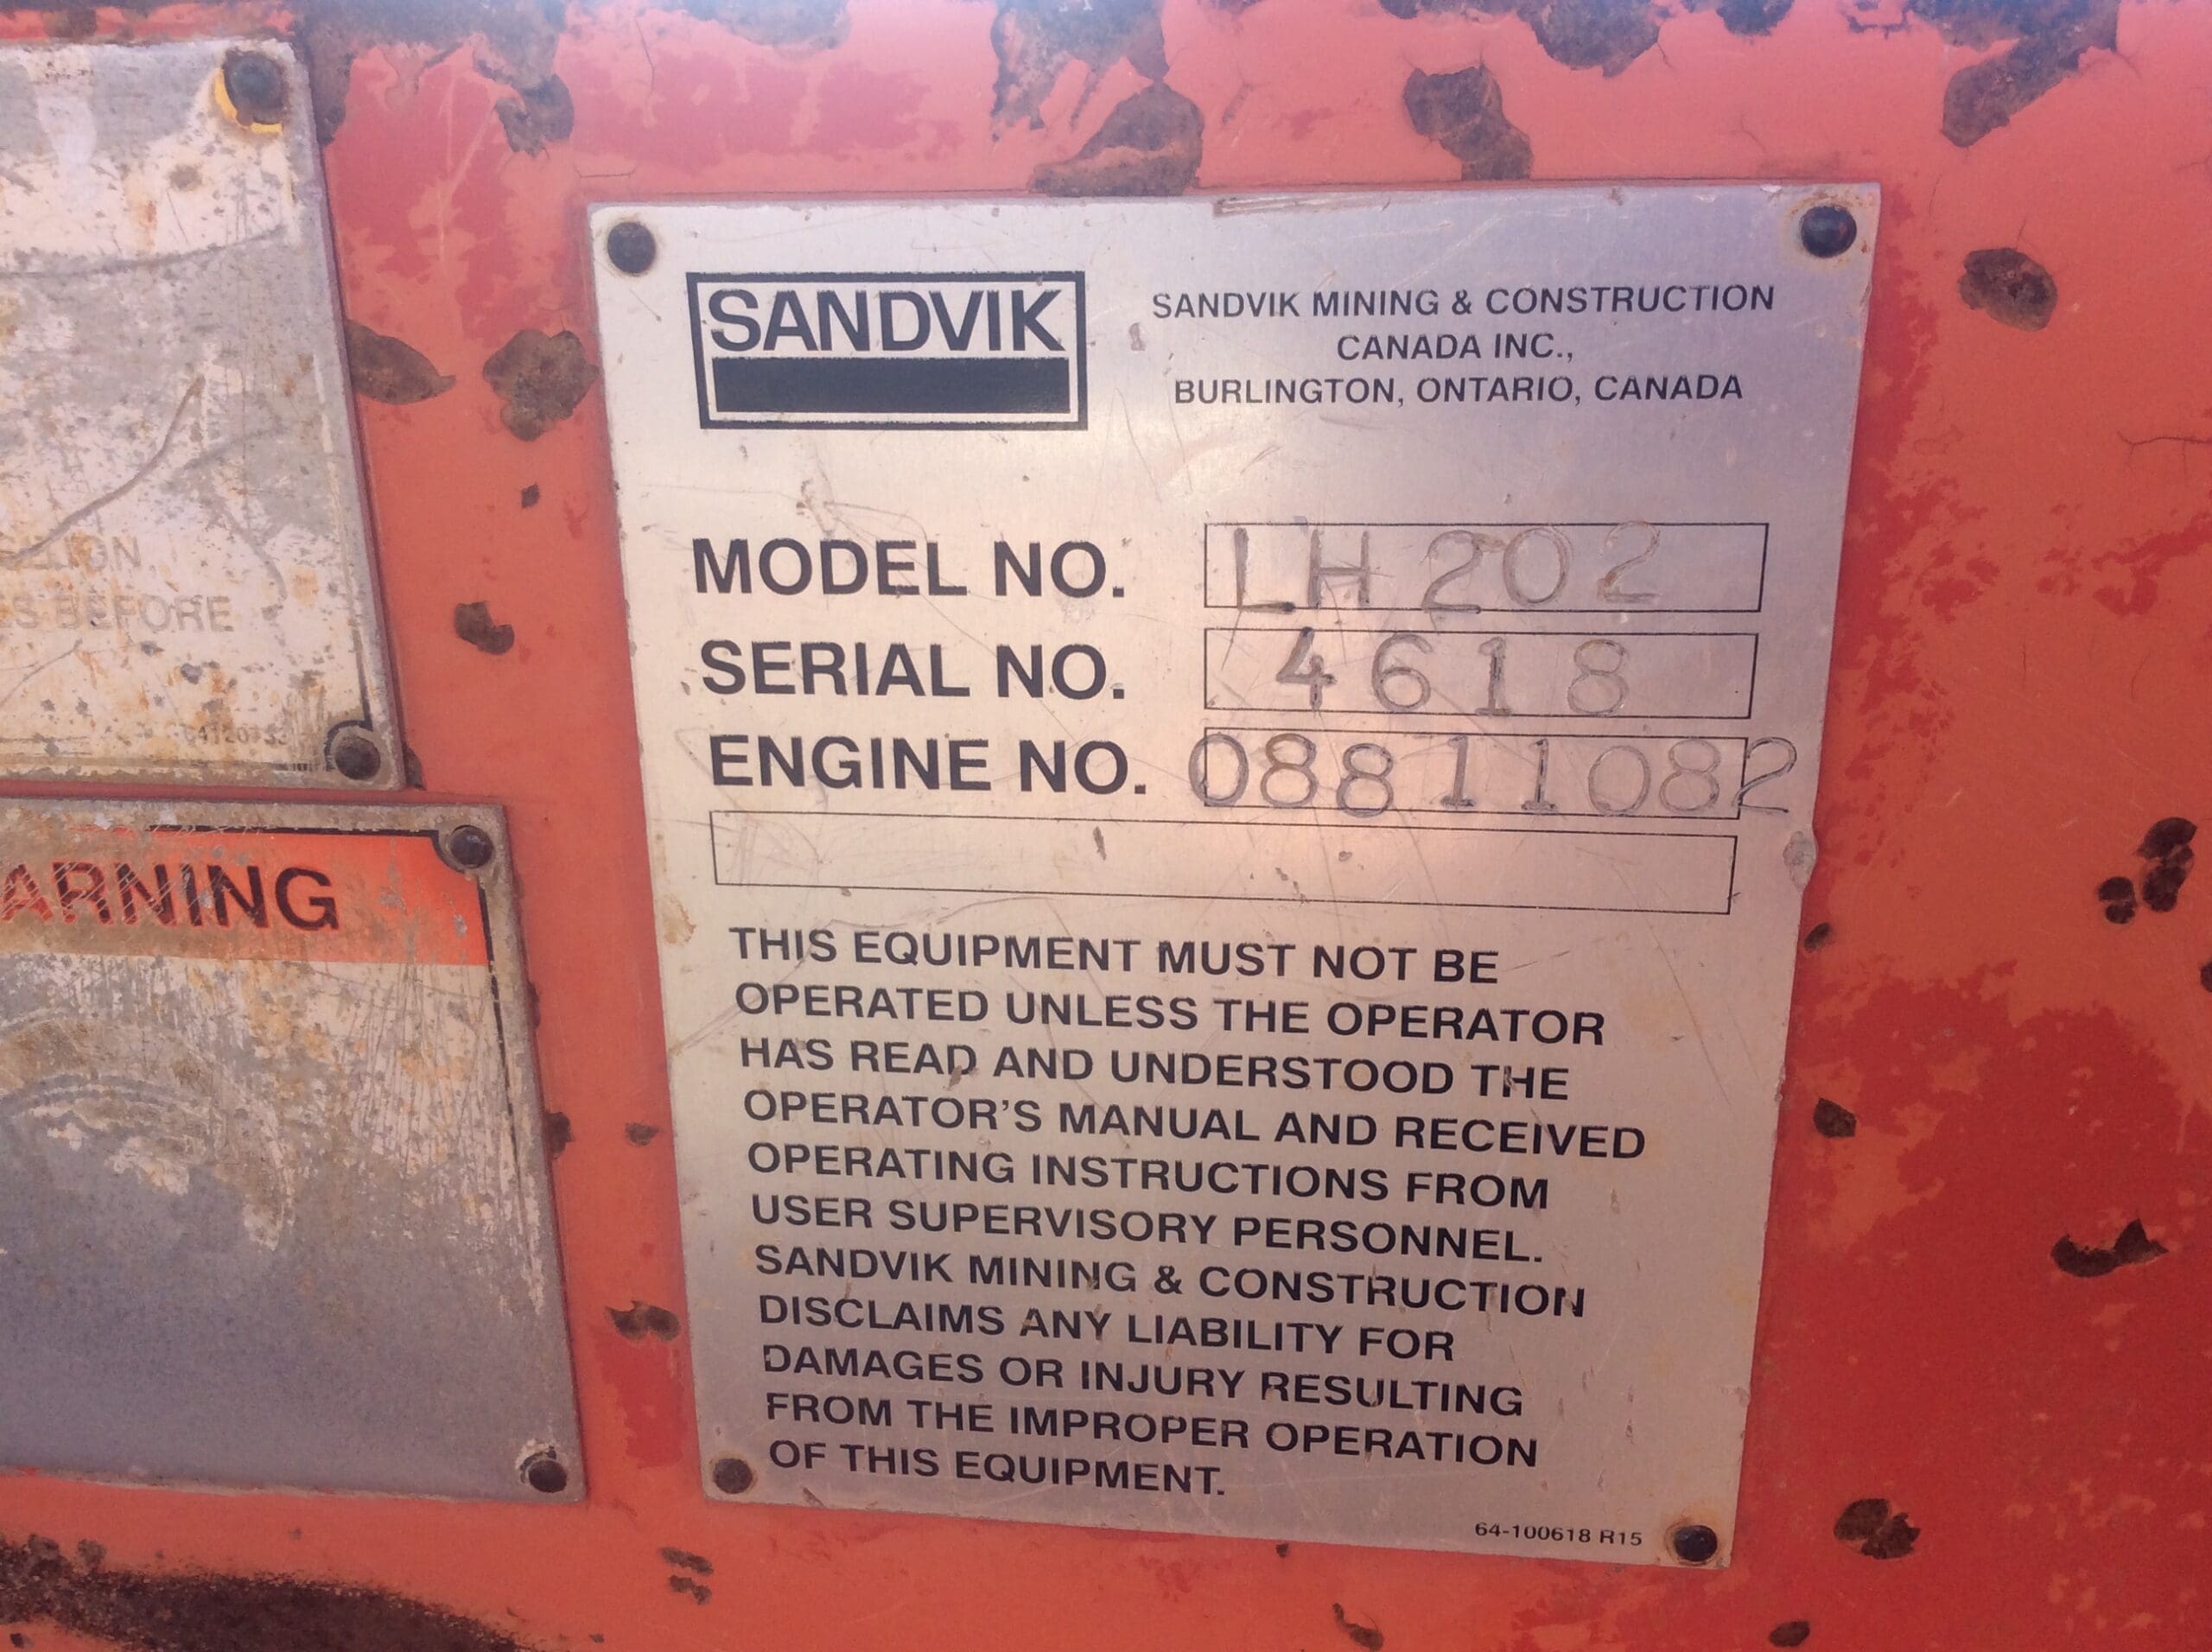 SANDVIK
SANDVIK MINING & CONSTRUCTION
CANADA INC.,
BURLINGTON, ONTARIO, CANADA
MODEL NO. LH202
SERIAL NO. 4618
ENGINE NO. 08811082
THIS EQUIPMENT MUST NOT BE
OPERATED UNLESS THE OPERATOR
HAS READ AND UNDERSTOOD THE
OPERATOR'S MANUAL AND RECEIVED
OPERATING INSTRUCTIONS FROM
USER SUPERVISORY PERSONNEL.
SANDVIK MINING & CONSTRUCTION
DISCLAIMS ANY LIABILITY FOR
DAMAGES OR INJURY RESULTING
FROM THE IMPROPER OPERATION
OF THIS EQUIPMENT.
64-100618 R15
S BEFORE
ARNING